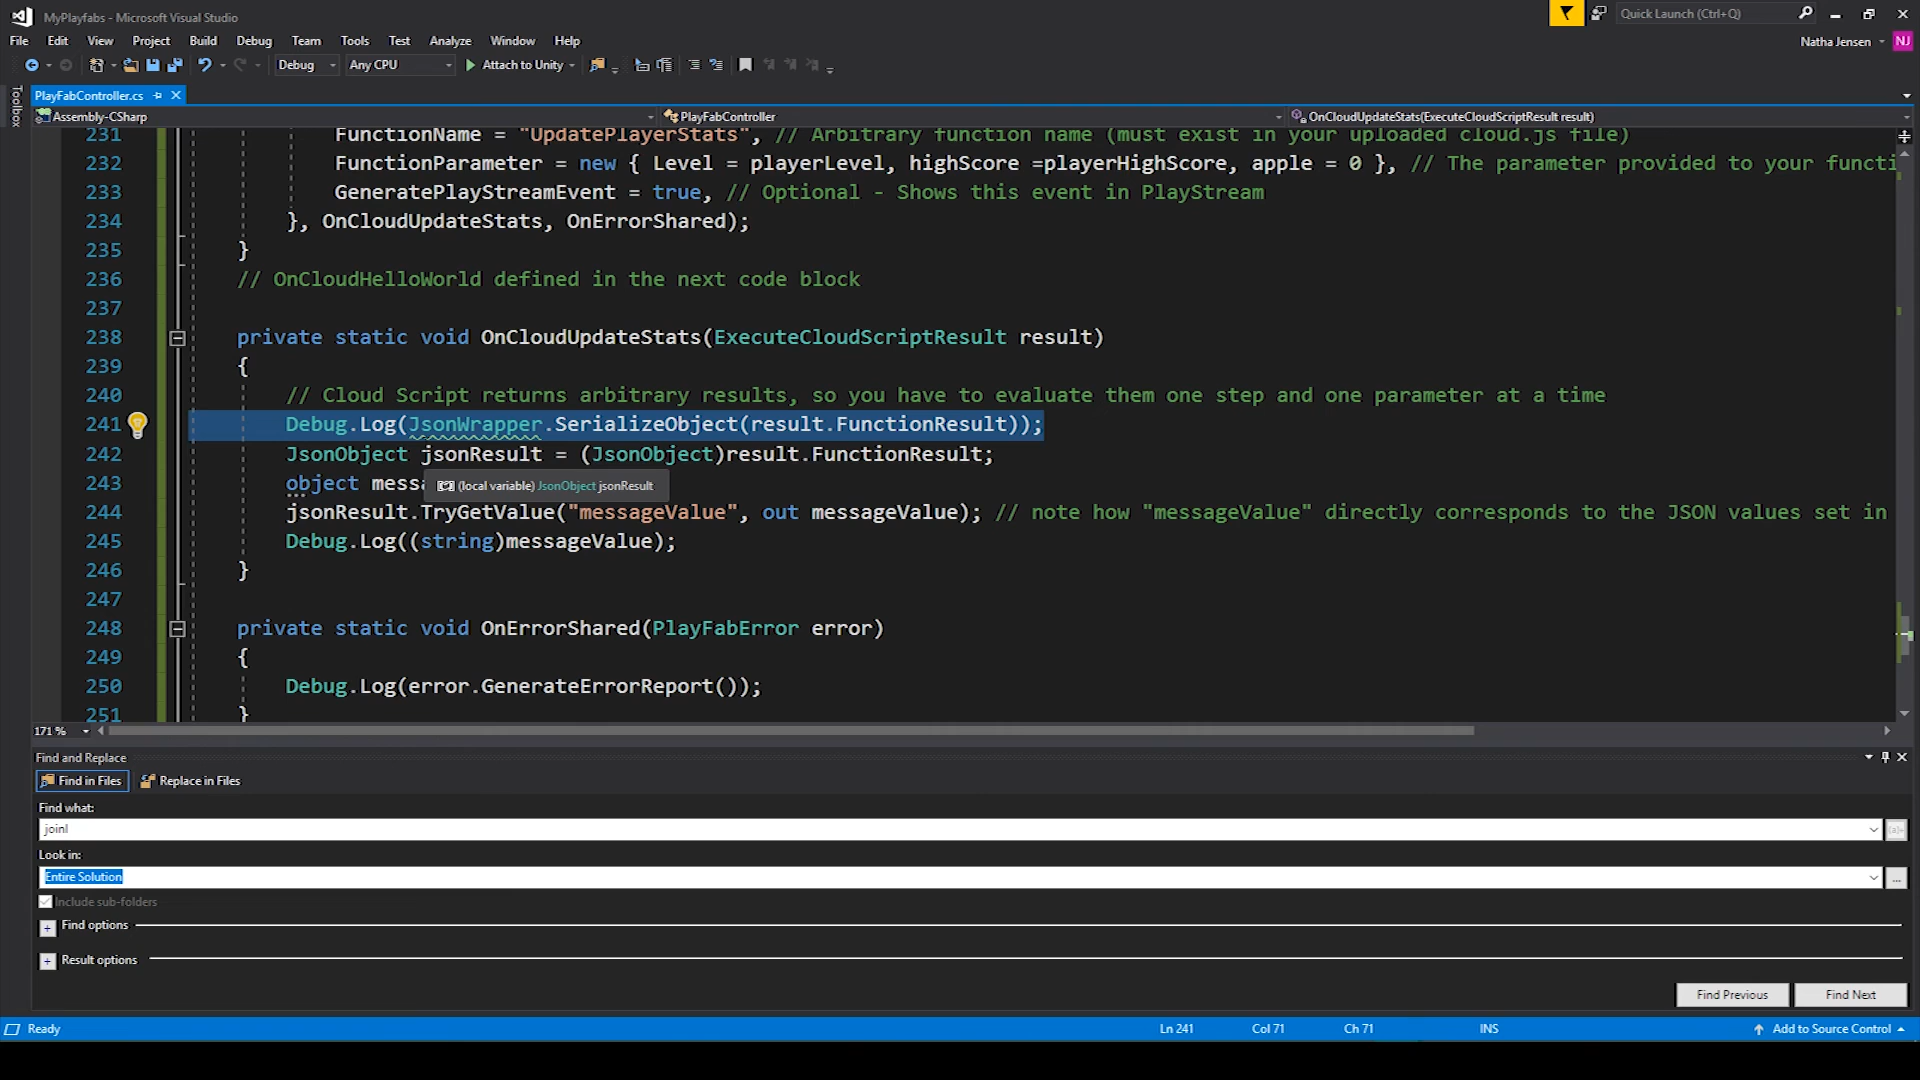 MyPlayfabs - Microsoft Visual Studio
Quick Launch (Ctrl+Q)
File Edit View Project Build Debug Team Tools Test Analyze Window Help
Natha Jensen NJ
Debug Any CPU Attach to Unity
Toolbox
PlayFabController.cs
Assembly-CSharp PlayFabController OnCloudUpdateStats(ExecuteCloudScriptResult result)
231 FunctionName = "UpdatePlayerStats", // Arbitrary function name (must exist in your uploaded cloud.js file)
232 FunctionParameter = new { Level = playerLevel, highScore =playerHighScore, apple = 0 }, // The parameter provided to your functi
233 GeneratePlayStreamEvent = true, // Optional - Shows this event in PlayStream
234 }, OnCloudUpdateStats, OnErrorShared);
235 }
236 // OnCloudHelloWorld defined in the next code block
237
238 private static void OnCloudUpdateStats(ExecuteCloudScriptResult result)
239 {
240 // Cloud Script returns arbitrary results, so you have to evaluate them one step and one parameter at a time
241 Debug.Log(JsonWrapper.SerializeObject(result.FunctionResult));
242 JsonObject jsonResult = (JsonObject)result.FunctionResult;
243 object messa
(local variable) JsonObject jsonResult
244 jsonResult.TryGetValue("messageValue", out messageValue); // note how "messageValue" directly corresponds to the JSON values set in
245 Debug.Log((string)messageValue);
246 }
247
248 private static void OnErrorShared(PlayFabError error)
249 {
250 Debug.Log(error.GenerateErrorReport());
251 }
171 %
Find and Replace
Find in Files Replace in Files
Find what:
joinl
Look in:
Entire Solution
...
Include sub-folders
Find options
Result options
Find Previous Find Next
Ready Ln 241 Col 71 Ch 71 INS Add to Source Control